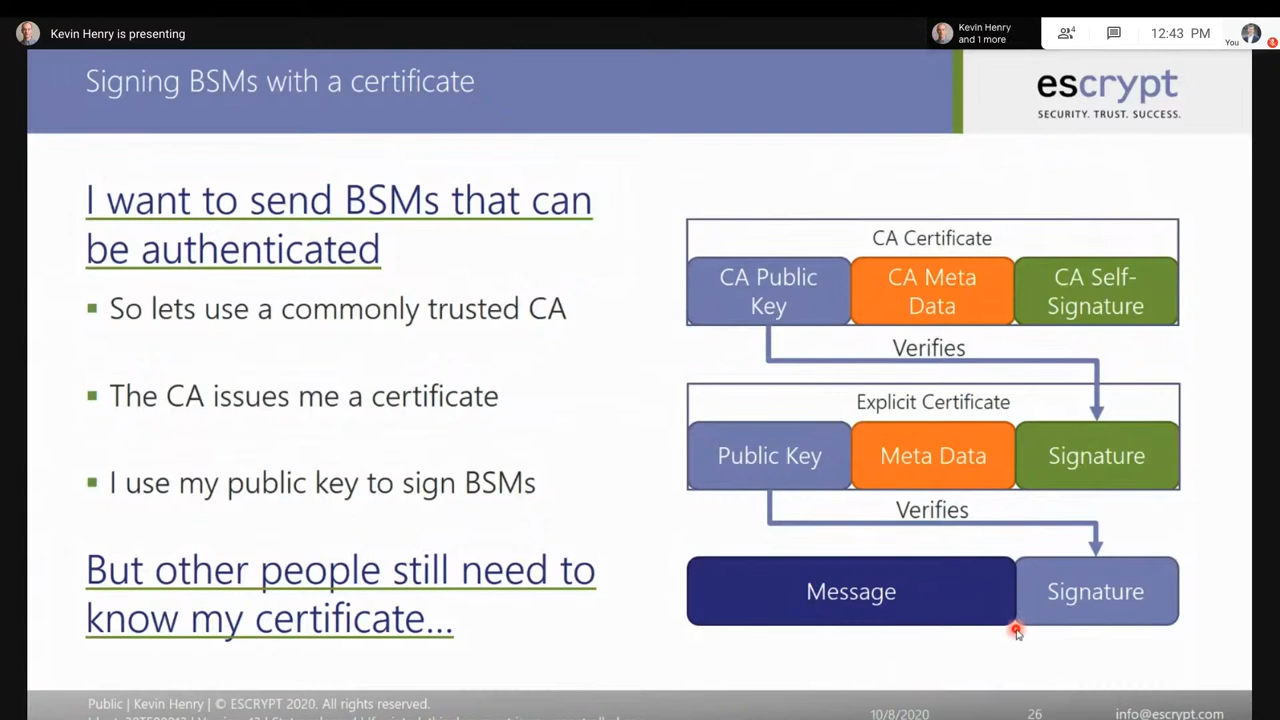 Kevin Henry is presenting
Kevin Henry
and 1 more
4
12:43 PM
You
Signing BSMs with a certificate
escrypt
SECURITY. TRUST. SUCCESS.
I want to send BSMs that can
be authenticated
▪ So lets use a commonly trusted CA
▪ The CA issues me a certificate
▪ I use my public key to sign BSMs
But other people still need to
know my certificate...
CA Certificate
CA Public
Key
CA Meta
Data
CA Self-
Signature
Verifies
Explicit Certificate
Public Key
Meta Data
Signature
Verifies
Message
Signature
Public | Kevin Henry | © ESCRYPT 2020. All rights reserved.
10/8/2020
26
info@escrypt.com